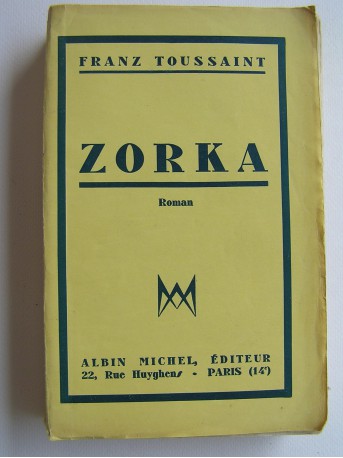 FRANZ TOUSSAINT
ZORKA
Roman
ALBIN MICHEL, ÉDITEUR
22, Rue Huyghens - PARIS (14ᵉ)